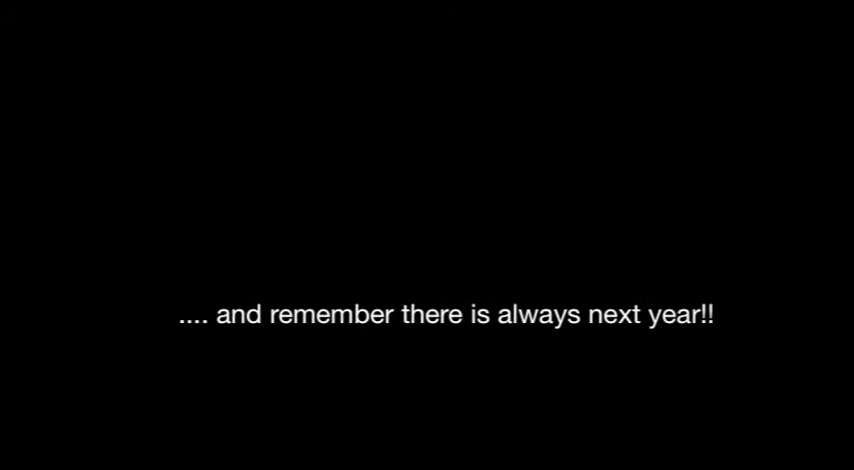 .... and remember there is always next year!!